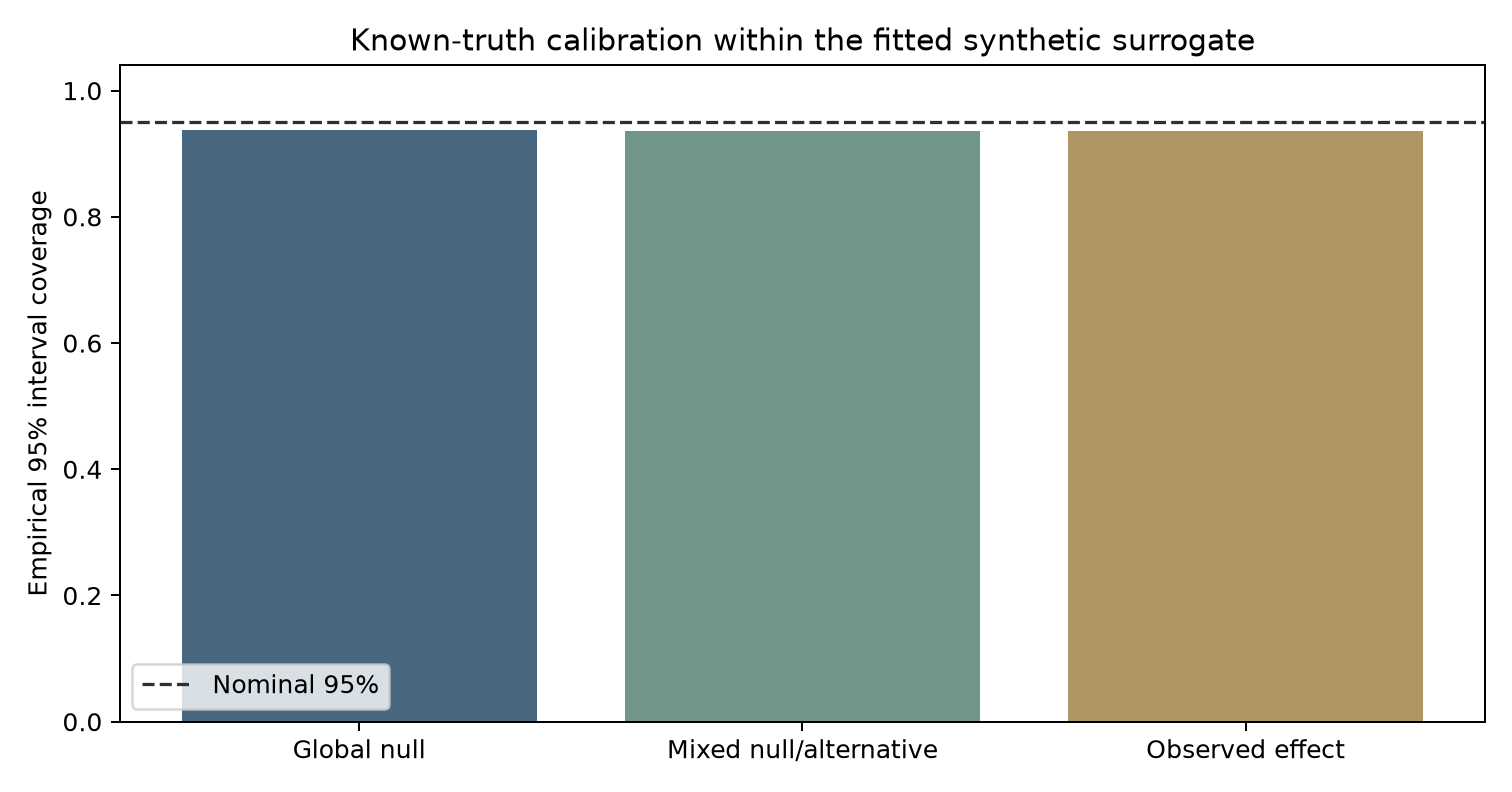 Known-truth calibration within the fitted synthetic surrogate
Empirical 95% interval coverage
1.0
0.8
0.6
0.4
0.2
0.0
Nominal 95%
Global null
Mixed null/alternative
Observed effect